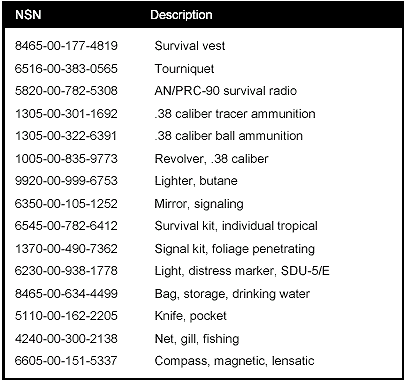 NSN Description
8465-00-177-4819 Survival vest
6516-00-383-0565 Tourniquet
5820-00-782-5308 AN/PRC-90 survival radio
1305-00-301-1692 .38 caliber tracer ammunition
1305-00-322-6391 .38 caliber ball ammunition
1005-00-835-9773 Revolver, .38 caliber
9920-00-999-6753 Lighter, butane
6350-00-105-1252 Mirror, signaling
6545-00-782-6412 Survival kit, individual tropical
1370-00-490-7362 Signal kit, foliage penetrating
6230-00-938-1778 Light, distress marker, SDU-5/E
8465-00-634-4499 Bag, storage, drinking water
5110-00-162-2205 Knife, pocket
4240-00-300-2138 Net, gill, fishing
6605-00-151-5337 Compass, magnetic, lensatic